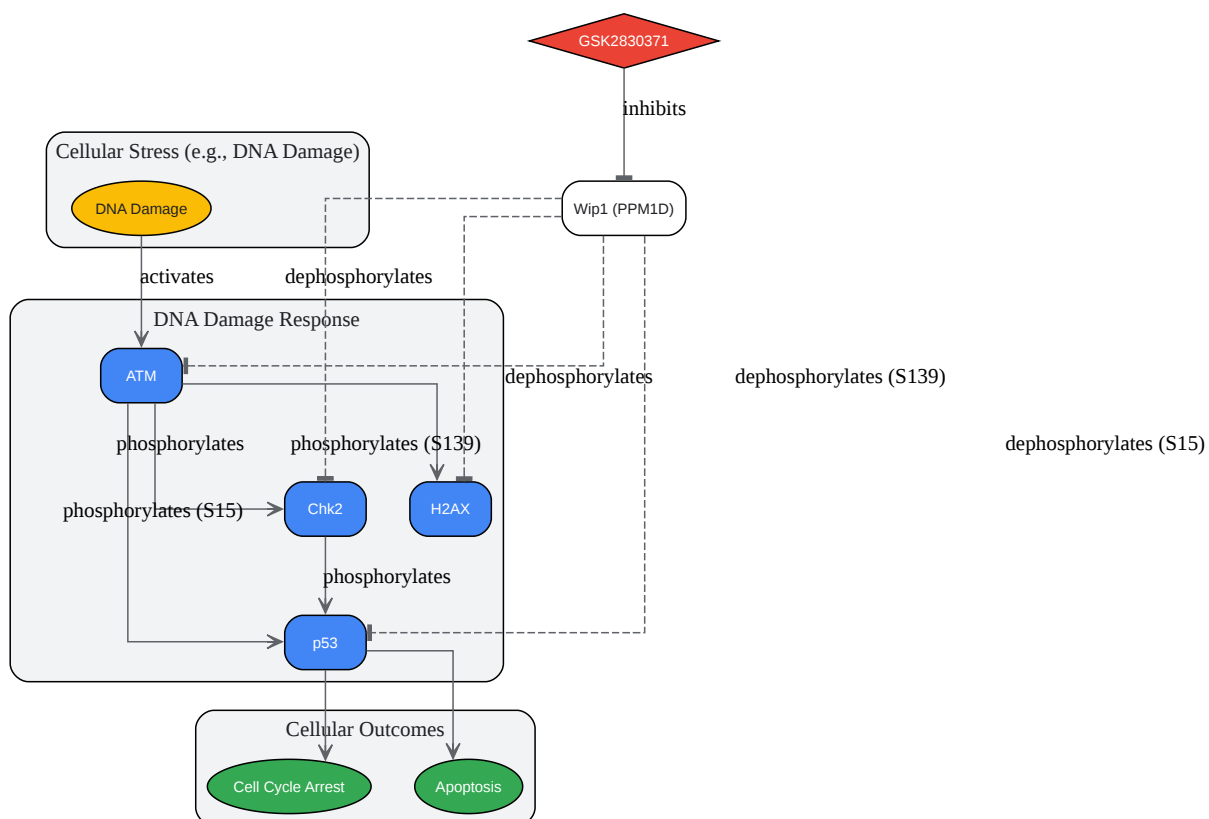 GSK2830371
inhibits
Cellular Stress (e.g., DNA Damage)
DNA Damage
Wip1 (PPM1D)
activates
dephosphorylates
DNA Damage Response
ATM
dephosphorylates
dephosphorylates (S139)
phosphorylates
phosphorylates (S139)
dephosphorylates (S15)
phosphorylates (S15)
Chk2
H2AX
phosphorylates
p53
Cellular Outcomes
Cell Cycle Arrest
Apoptosis